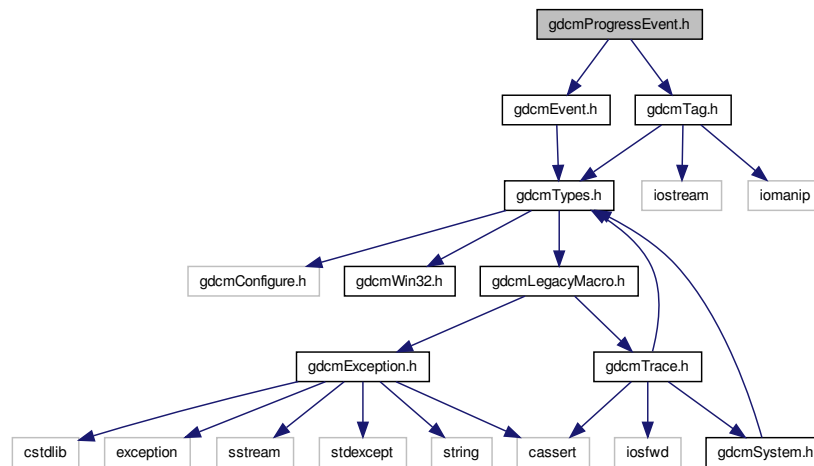 gdcmProgressEvent.h
gdcmEvent.h
gdcmTag.h
gdcmTypes.h
iostream
iomanip
gdcmConfigure.h
gdcmWin32.h
gdcmLegacyMacro.h
gdcmException.h
gdcmTrace.h
cstdlib
exception
sstream
stdexcept
string
cassert
iosfwd
gdcmSystem.h